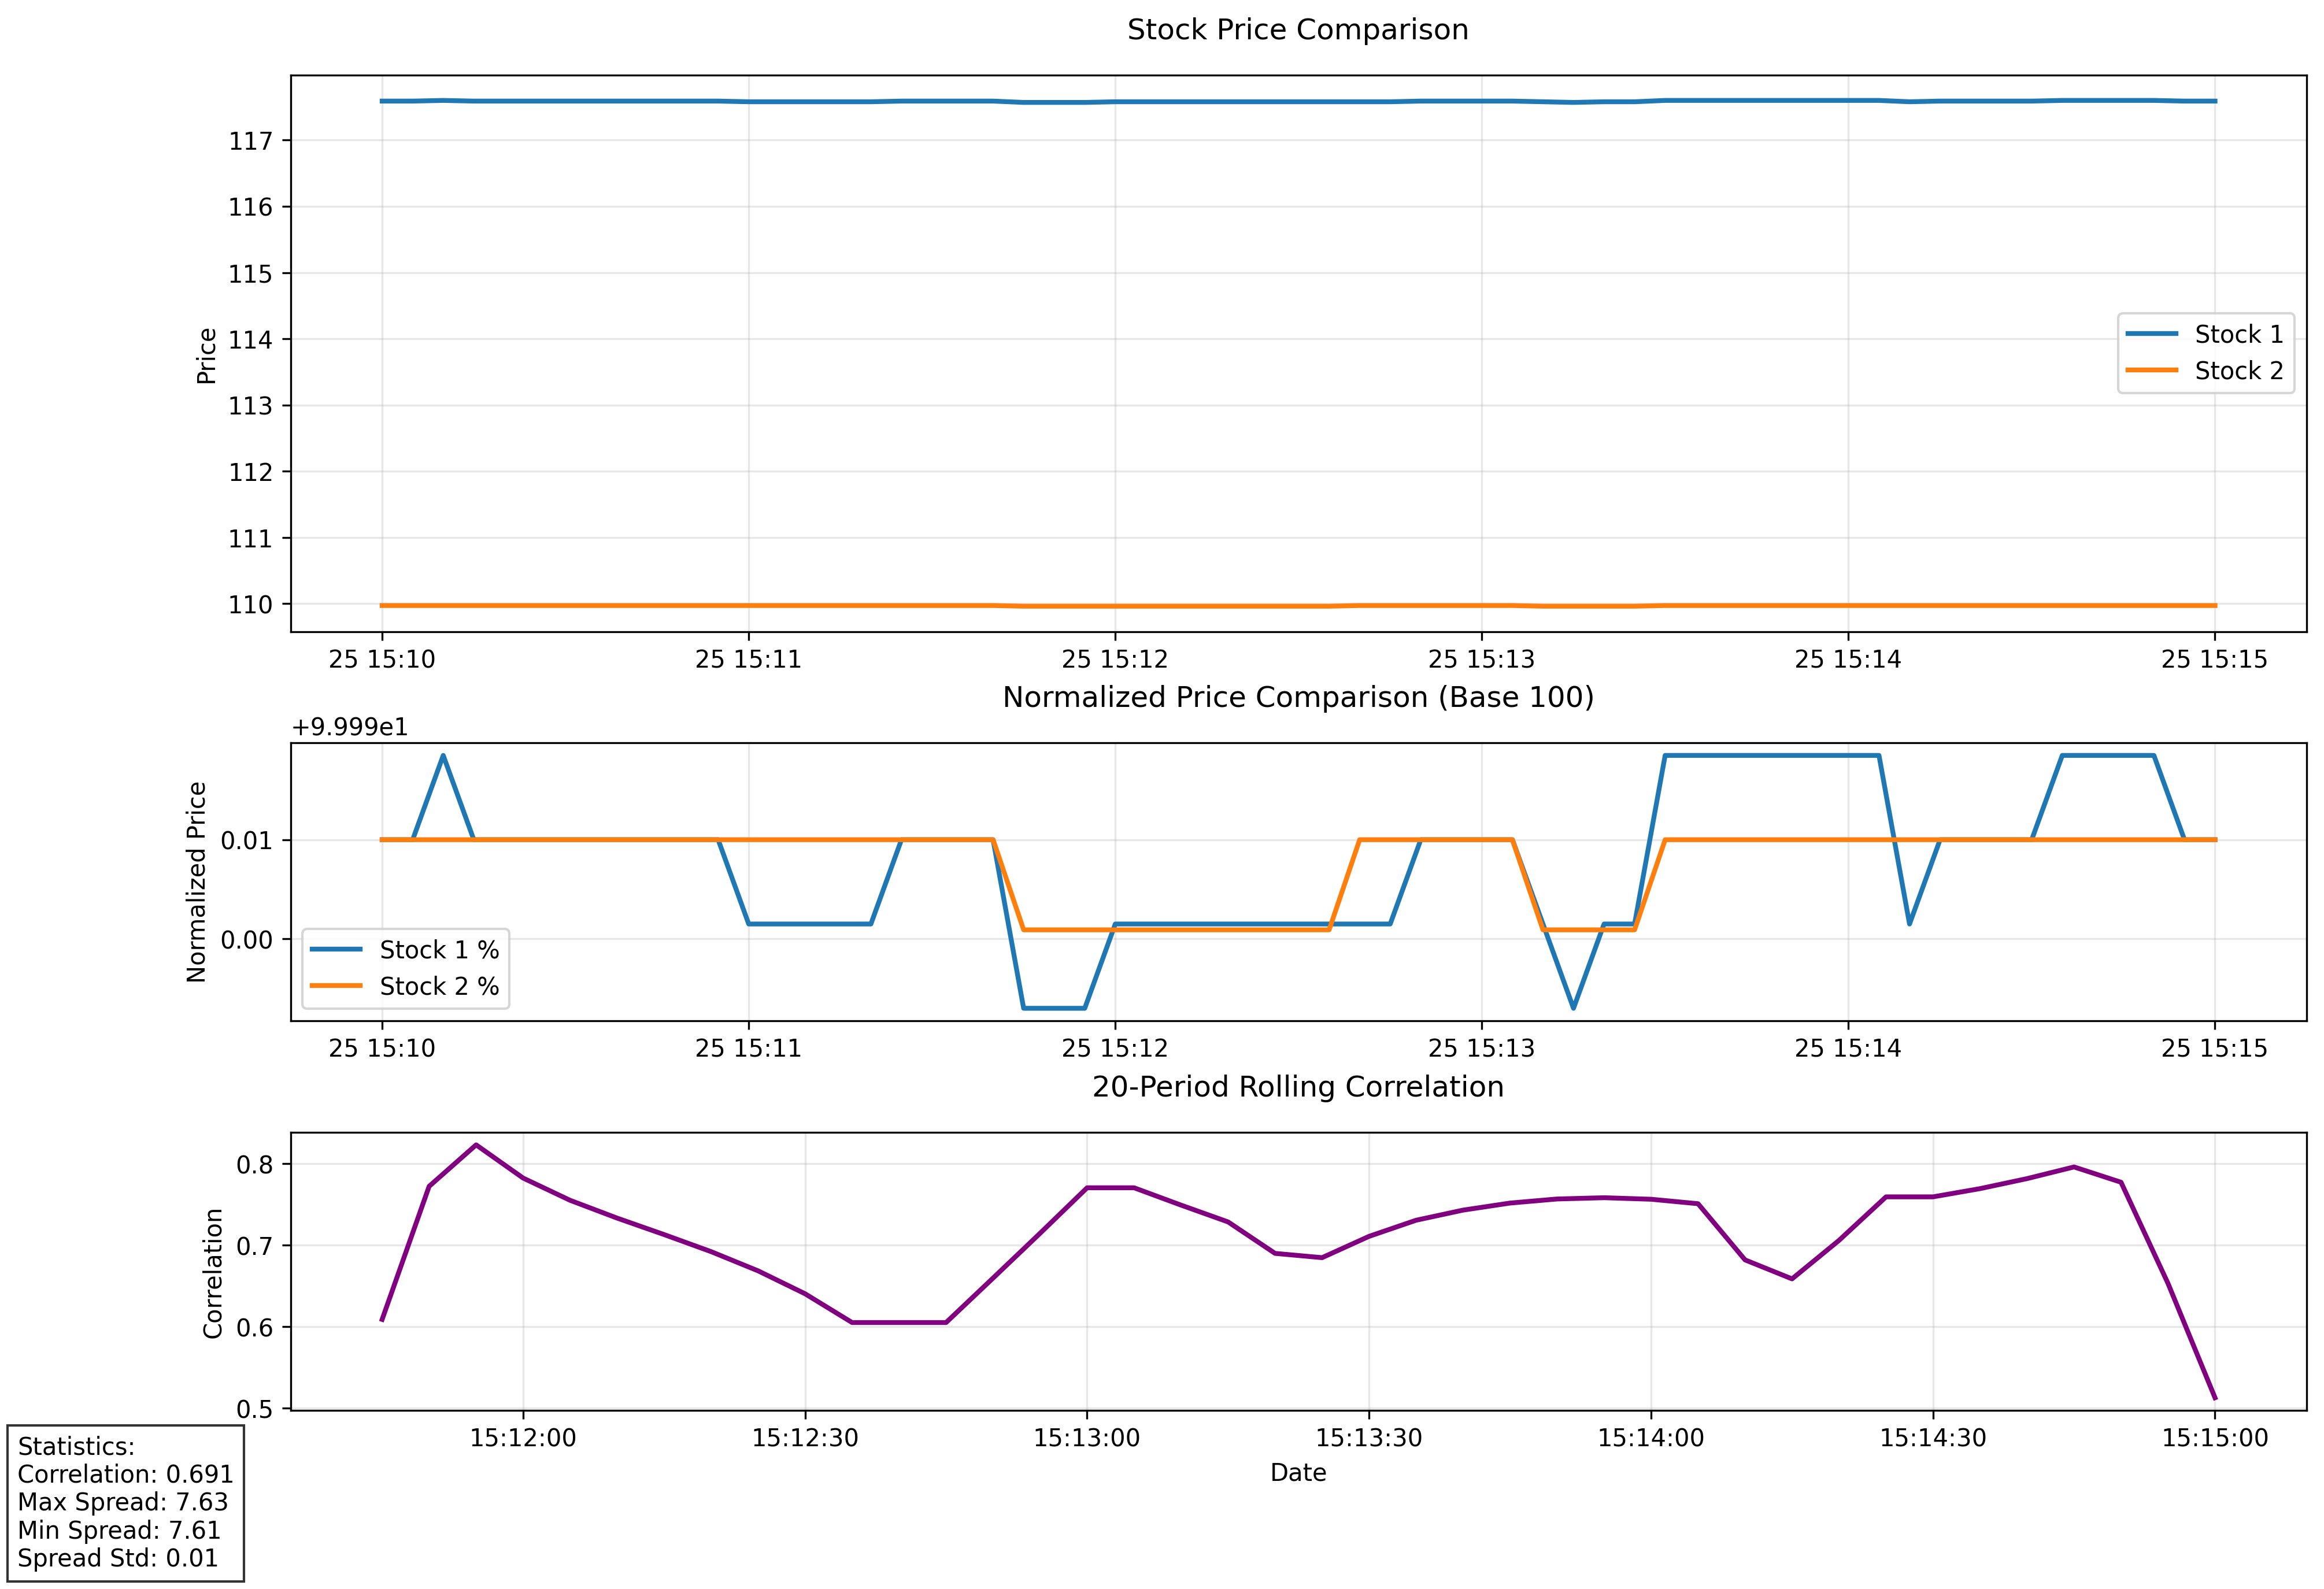 Stock Price Comparison
Price
117
116
115
114
113
112
111
110
Stock 1
Stock 2
25 15:10 25 15:11 25 15:12 25 15:13 25 15:14 25 15:15
Normalized Price Comparison (Base 100)
+9.999e1
Normalized Price
0.01
0.00
Stock 1 %
Stock 2 %
25 15:10 25 15:11 25 15:12 25 15:13 25 15:14 25 15:15
20-Period Rolling Correlation
Correlation
0.8
0.7
0.6
0.5
15:12:00 15:12:30 15:13:00 15:13:30 15:14:00 15:14:30 15:15:00
Date
Statistics:
Correlation: 0.691
Max Spread: 7.63
Min Spread: 7.61
Spread Std: 0.01